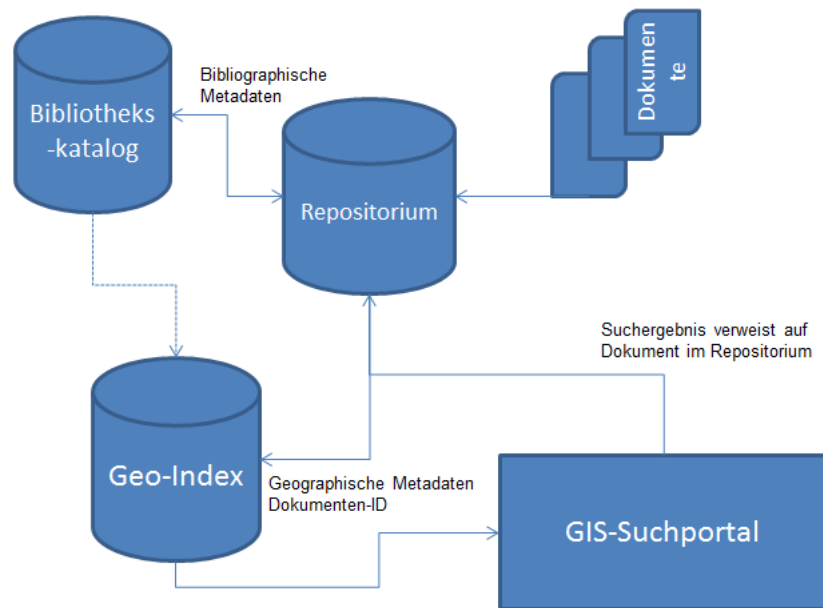 Bibliographische
Metadaten
Bibliotheks
-katalog
Dokumen
te
Repositorium
Suchergebnis verweist auf
Dokument im Repositorium
Geo-Index
Geographische Metadaten
Dokumenten-ID
GIS-Suchportal